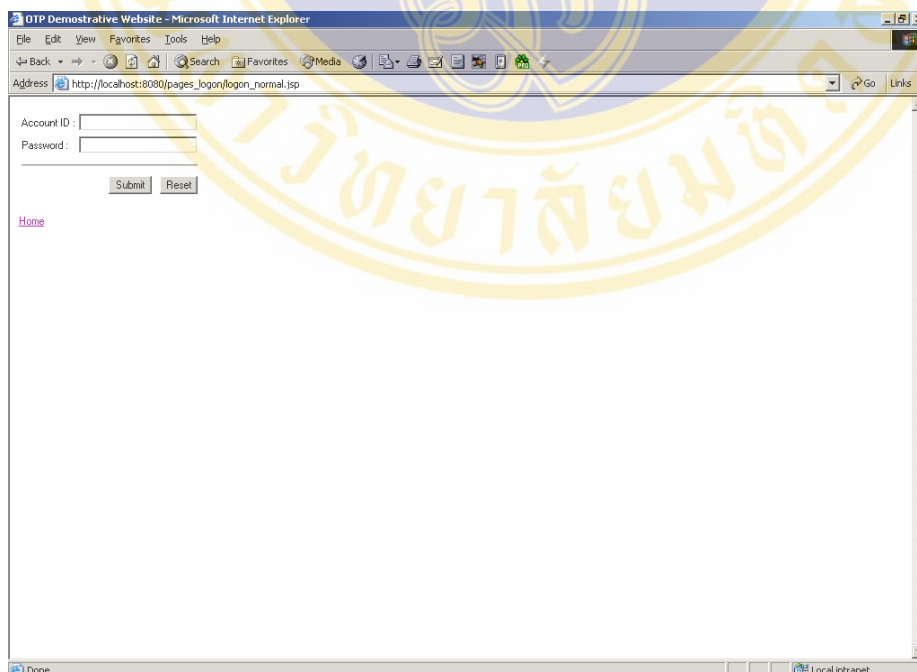 OTP Demostrative Website - Microsoft Internet Explorer
File Edit View Favorites Tools Help
Back Search Favorites Media
Address http://localhost:8080/pages_logon/logon_normal.jsp Go Links
Account ID :
Password :
Submit Reset
Home
Done Local intranet